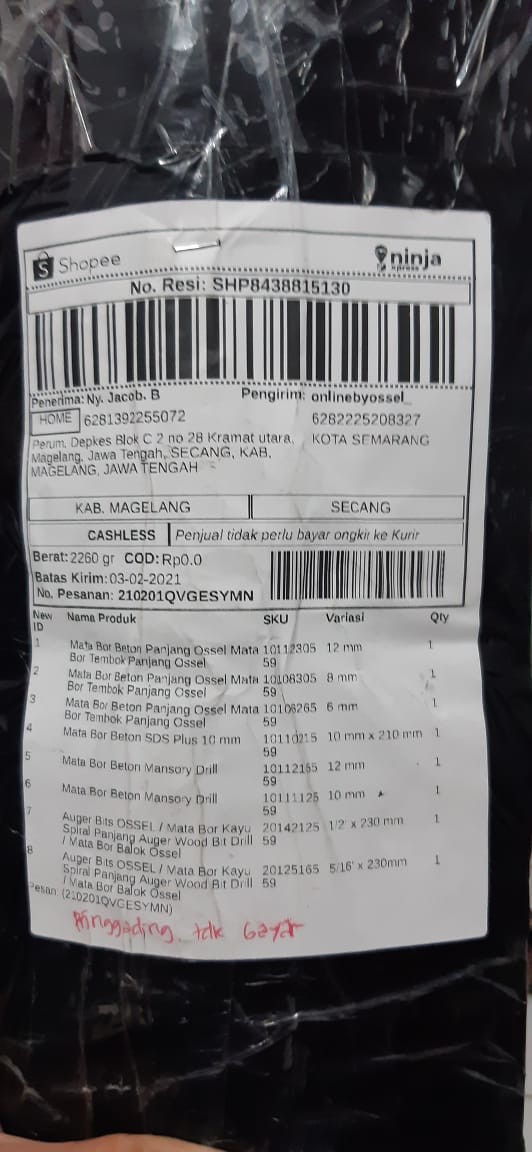 Shopee
ninja
xpress
No. Resi: SHP8438815130
Penerima: Ny. Jacob. B
Pengirim: onlinebyossel_
HOME 6281392255072
6282225208327
Perum. Depkes Blok C 2 no 28 Kramat utara,
KOTA SEMARANG
Magelang, Jawa Tengah, SECANG, KAB.
MAGELANG, JAWA TENGAH
KAB. MAGELANG SECANG
CASHLESS Penjual tidak perlu bayar ongkir ke Kurir
Berat: 2260 gr COD: Rp0.0
Batas Kirim: 03-02-2021
No. Pesanan: 210201QVGESYMN
New Nama Produk SKU Variasi Qty
ID
1 Mata Bor Beton Panjang Ossel Mata 10112305 12 mm 1
Bor Tembok Panjang Ossel 59
2 Mata Bor Beton Panjang Ossel Mata 10108305 8 mm 1
Bor Tembok Panjang Ossel 59
3 Mata Bor Beton Panjang Ossel Mata 10106265 6 mm 1
Bor Tembok Panjang Ossel 59
4 Mata Bor Beton SDS Plus 10 mm 10110215 10 mm x 210 mm 1
59
5 Mata Bor Beton Mansory Drill 10112165 12 mm 1
59
6 Mata Bor Beton Mansory Drill 10111125 10 mm 1
59
7 Auger Bits OSSEL / Mata Bor Kayu 20142125 1/2" x 230 mm 1
Spiral Panjang Auger Wood Bit Drill 59
/ Mata Bor Balok Ossel
8 Auger Bits OSSEL / Mata Bor Kayu 20125165 5/16" x 230mm 1
Spiral Panjang Auger Wood Bit Drill 59
/ Mata Bor Balok Ossel
Pesan: (210201QVGESYMN)
tdk